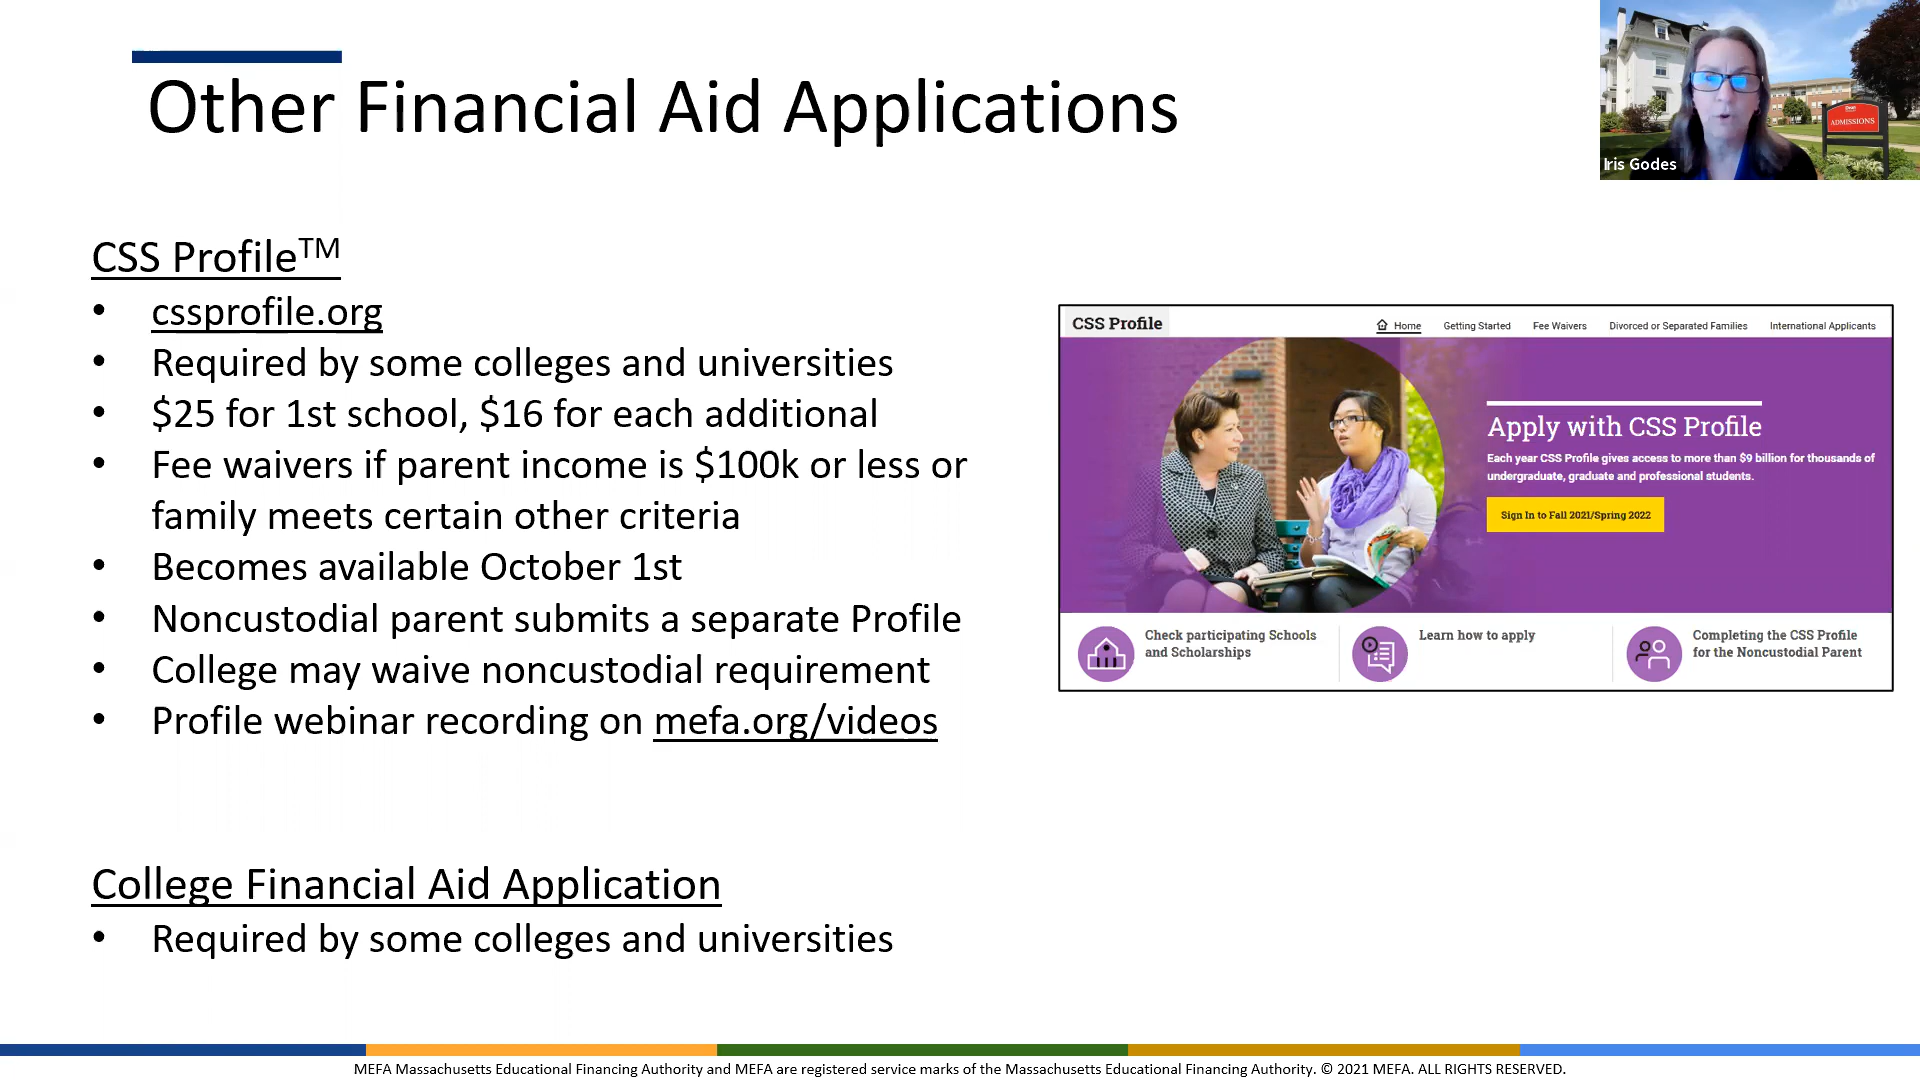 Other Financial Aid Applications
ADMISSIONS
Iris Godes
CSS Profile™
• cssprofile.org
• Required by some colleges and universities
• $25 for 1st school, $16 for each additional
• Fee waivers if parent income is $100k or less or
family meets certain other criteria
• Becomes available October 1st
• Noncustodial parent submits a separate Profile
• College may waive noncustodial requirement
• Profile webinar recording on mefa.org/videos
CSS Profile
Home Getting Started Fee Waivers Divorced or Separated Families International Applicants
Apply with CSS Profile
Each year CSS Profile gives access to more than $9 billion for thousands of
undergraduate, graduate and professional students.
Sign In to Fall 2021/Spring 2022
Check participating Schools
and Scholarships
Learn how to apply
Completing the CSS Profile
for the Noncustodial Parent
College Financial Aid Application
• Required by some colleges and universities
MEFA Massachusetts Educational Financing Authority and MEFA are registered service marks of the Massachusetts Educational Financing Authority. © 2021 MEFA. ALL RIGHTS RESERVED.